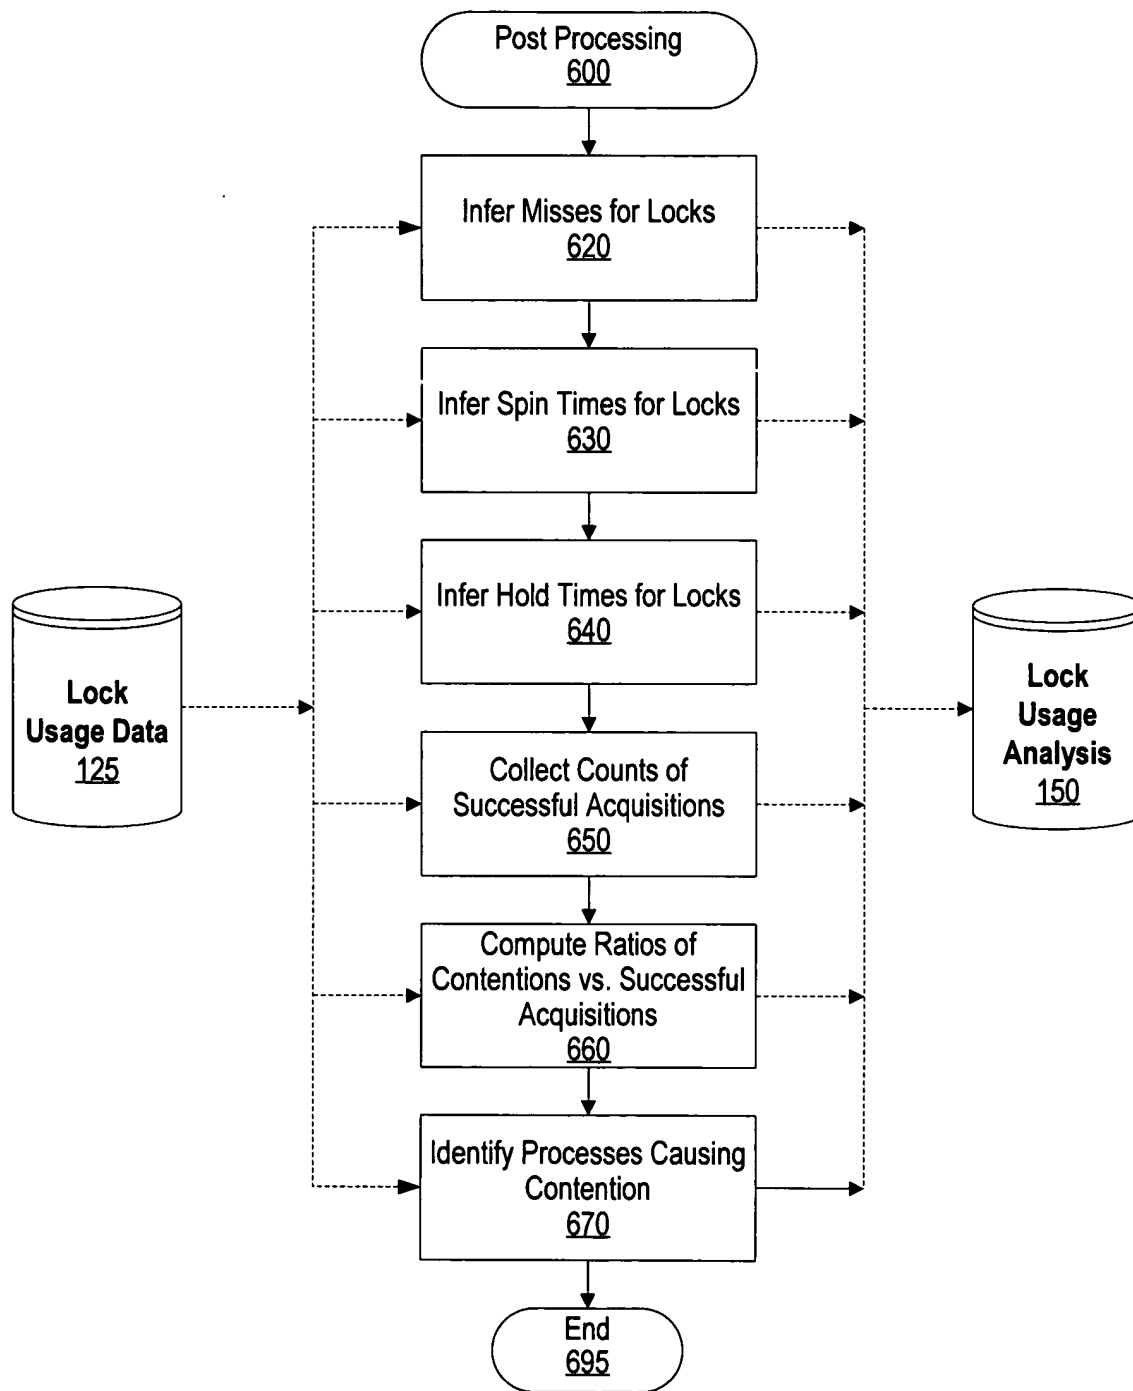 Post Processing
600
Infer Misses for Locks
620
Infer Spin Times for Locks
630
Infer Hold Times for Locks
640
Lock
Usage Data
125
Collect Counts of
Successful Acquisitions
650
Lock
Usage
Analysis
150
Compute Ratios of
Contentions vs. Successful
Acquisitions
660
Identify Processes Causing
Contention
670
End
695